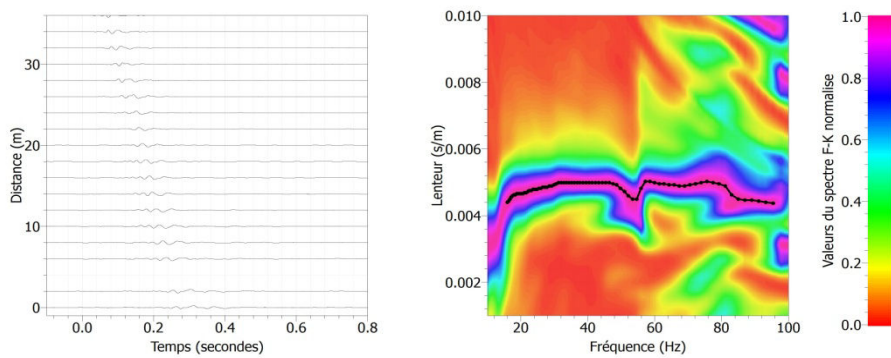 30
20
10
0
Distance (m)
0.0 0.2 0.4 0.6 0.8
Temps (secondes)
0.010
0.008
0.006
0.004
0.002
Lenteur (s/m)
20 40 60 80 100
Fréquence (Hz)
1.0
0.8
0.6
0.4
0.2
0.0
Valeurs du spectre F-K normalise